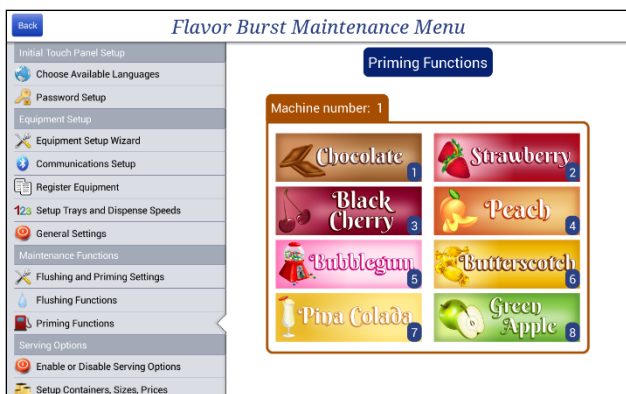 Back
Flavor Burst Maintenance Menu
Initial Touch Panel Setup
Choose Available Languages
Password Setup
Equipment Setup
Equipment Setup Wizard
Communications Setup
Register Equipment
123 Setup Trays and Dispense Speeds
General Settings
Maintenance Functions
Flushing and Priming Settings
Flushing Functions
Priming Functions
Serving Options
Enable or Disable Serving Options
Setup Containers, Sizes, Prices
Priming Functions
Machine number: 1
Chocolate
1
Strawberry
2
Black
Cherry
3
Peach
4
Bubblegum
5
Butterscotch
6
Pina Colada
7
Green
Apple
8